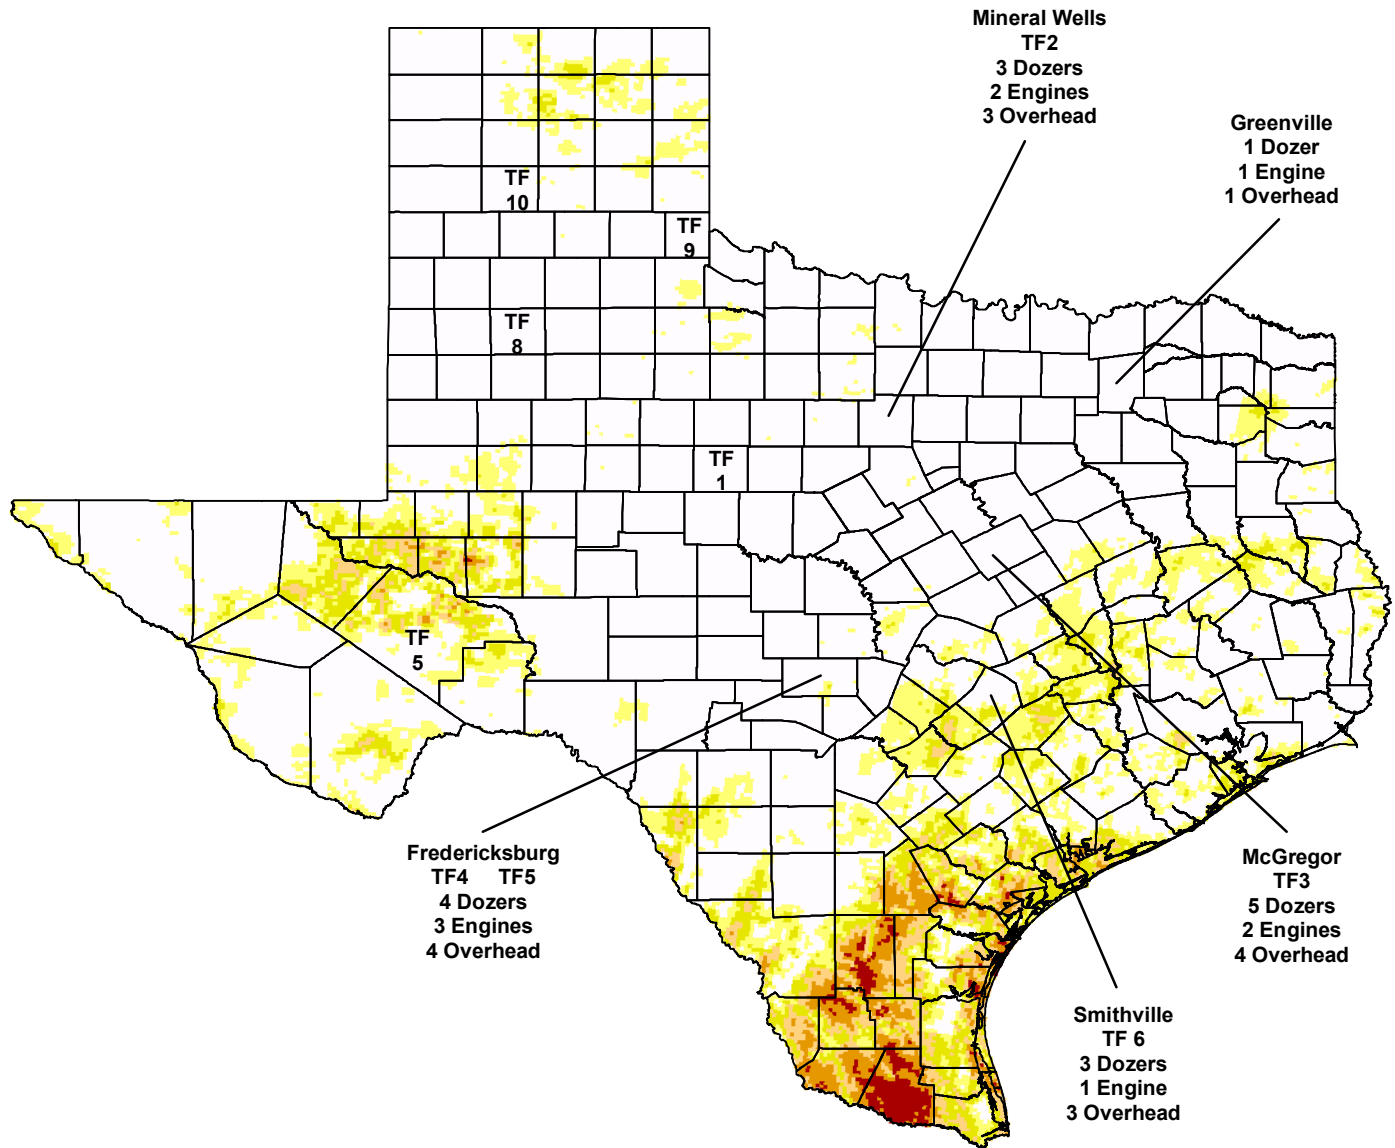 Mineral Wells
TF2
3 Dozers
2 Engines
3 Overhead
Greenville
1 Dozer
1 Engine
1 Overhead
TF
10
TF
9
TF
8
TF
1
TF
5
Fredericksburg
TF4 TF5
4 Dozers
3 Engines
4 Overhead
McGregor
TF3
5 Dozers
2 Engines
4 Overhead
Smithville
TF 6
3 Dozers
1 Engine
3 Overhead